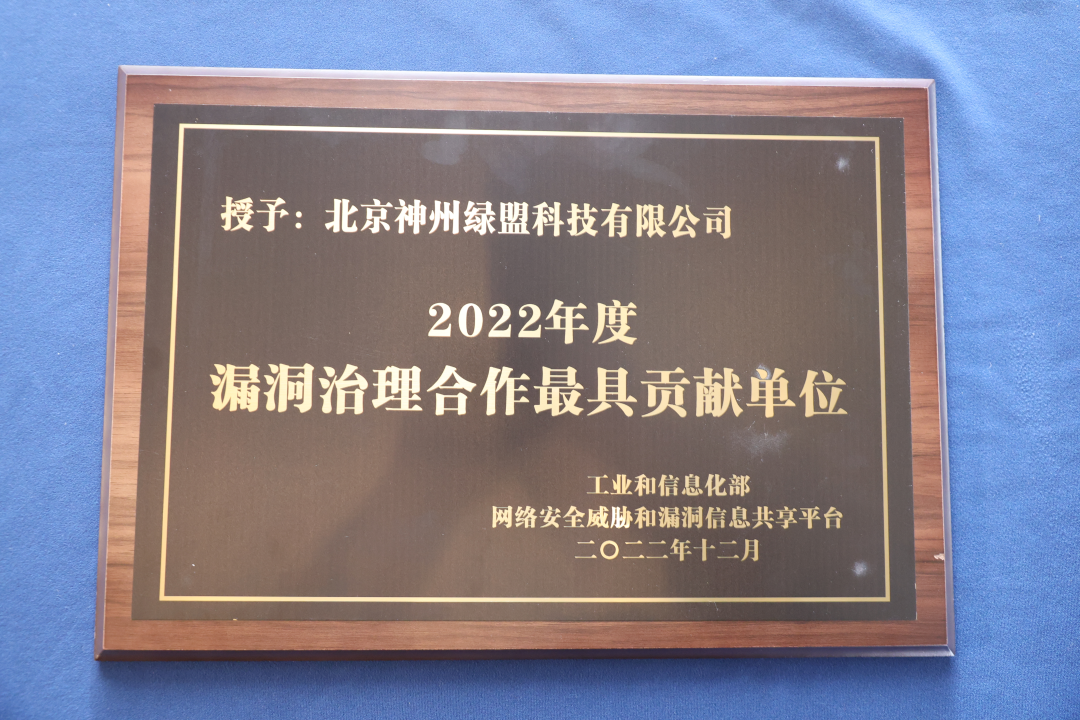 授予：北京神州绿盟科技有限公司
2022年度
漏洞治理合作最具贡献单位
工业和信息化部
网络安全威胁和漏洞信息共享平台
二〇二二年十二月